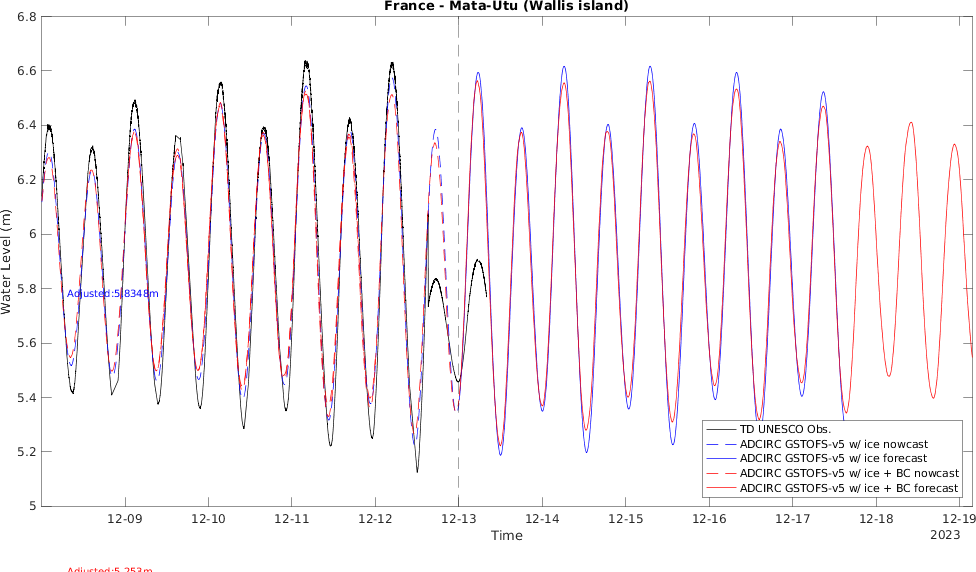 France - Mata-Utu (Wallis island)
6.8
6.6
6.4
6.2
6
5.8
5.6
5.4
5.2
5
Water Level (m)
Adjusted:5.8348m
TD UNESCO Obs.
ADCIRC GSTOFS-v5 w/ ice nowcast
ADCIRC GSTOFS-v5 w/ ice forecast
ADCIRC GSTOFS-v5 w/ ice + BC nowcast
ADCIRC GSTOFS-v5 w/ ice + BC forecast
12-09 12-10 12-11 12-12 12-13 12-14 12-15 12-16 12-17 12-18 12-19
Time
2023
Adjusted:5.253m